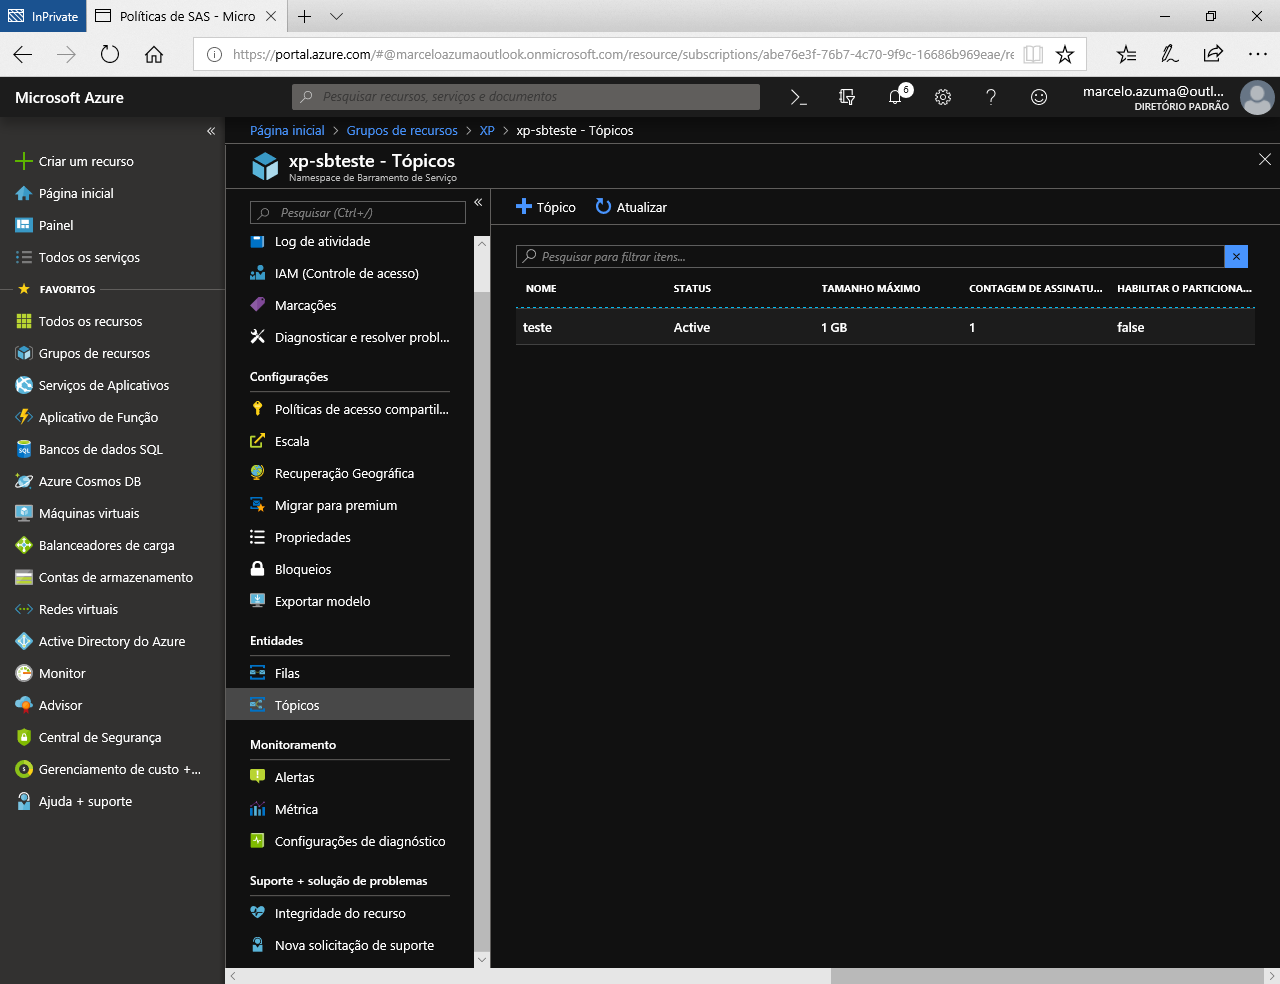 InPrivate
Políticas de SAS - Micro
https://portal.azure.com/#@marceloazumaoutlook.onmicrosoft.com/resource/subscriptions/abe76e3f-76b7-4c70-9f9c-16686b969eae/re
Microsoft Azure
Pesquisar recursos, serviços e documentos
6
marcelo.azuma@outl...
DIRETÓRIO PADRÃO
Criar um recurso
Página inicial
Painel
Todos os serviços
FAVORITOS
Todos os recursos
Grupos de recursos
Serviços de Aplicativos
Aplicativo de Função
Bancos de dados SQL
Azure Cosmos DB
Máquinas virtuais
Balanceadores de carga
Contas de armazenamento
Redes virtuais
Active Directory do Azure
Monitor
Advisor
Central de Segurança
Gerenciamento de custo +...
Ajuda + suporte
Página inicial > Grupos de recursos > XP > xp-sbteste - Tópicos
xp-sbteste - Tópicos
Namespace de Barramento de Serviço
Pesquisar (Ctrl+/)
Log de atividade
IAM (Controle de acesso)
Marcações
Diagnosticar e resolver probl...
Configurações
Políticas de acesso compartil...
Escala
Recuperação Geográfica
Migrar para premium
Propriedades
Bloqueios
Exportar modelo
Entidades
Filas
Tópicos
Monitoramento
Alertas
Métrica
Configurações de diagnóstico
Suporte + solução de problemas
Integridade do recurso
Nova solicitação de suporte
Tópico
Atualizar
Pesquisar para filtrar itens...
NOME STATUS TAMANHO MÁXIMO CONTAGEM DE ASSINATU... HABILITAR O PARTICIONA...
teste Active 1 GB 1 false